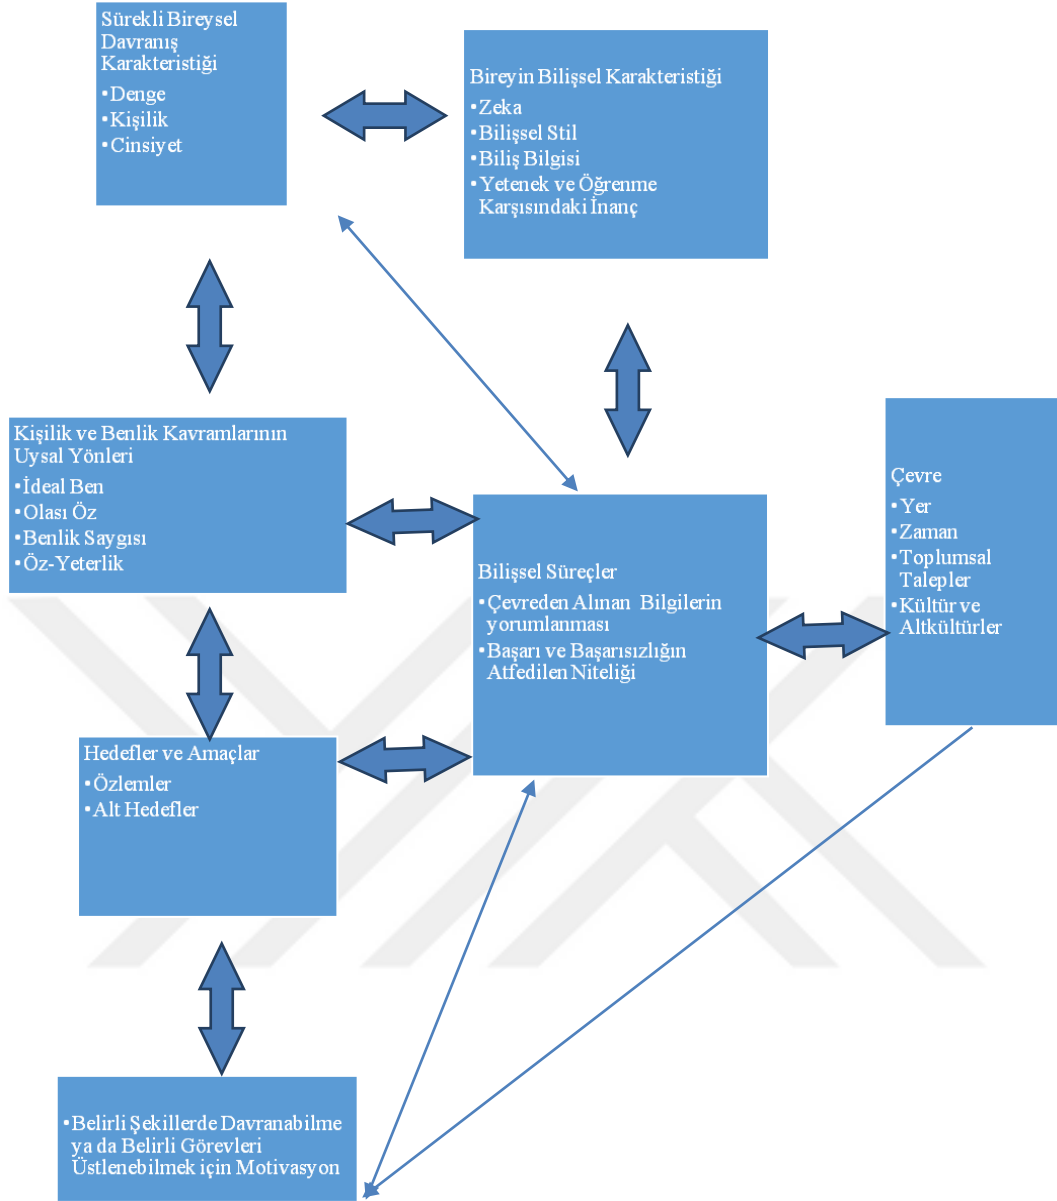 Sürekli Bireysel
Davranış
Karakteristiği
•Denge
•Kişilik
•Cinsiyet
Bireyin Bilişsel Karakteristiği
•Zeka
•Bilişsel Stil
•Biliş Bilgisi
•Yetenek ve Öğrenme
Karşısındaki İnanç
Kişilik ve Benlik Kavramlarının
Uysal Yönleri
•İdeal Ben
•Olası Öz
•Benlik Saygısı
•Öz-Yeterlik
Bilişsel Süreçler
•Çevreden Alınan Bilgilerin
yorumlanması
•Başarı ve Başarısızlığın
Atfedilen Niteliği
Çevre
•Yer
•Zaman
•Toplumsal
Talepler
•Kültür ve
Altkültürler
Hedefler ve Amaçlar
•Özlemler
•Alt Hedefler
•Belirli Şekillerde Davranabilme
ya da Belirli Görevleri
Üstlenebilmek için Motivasyon